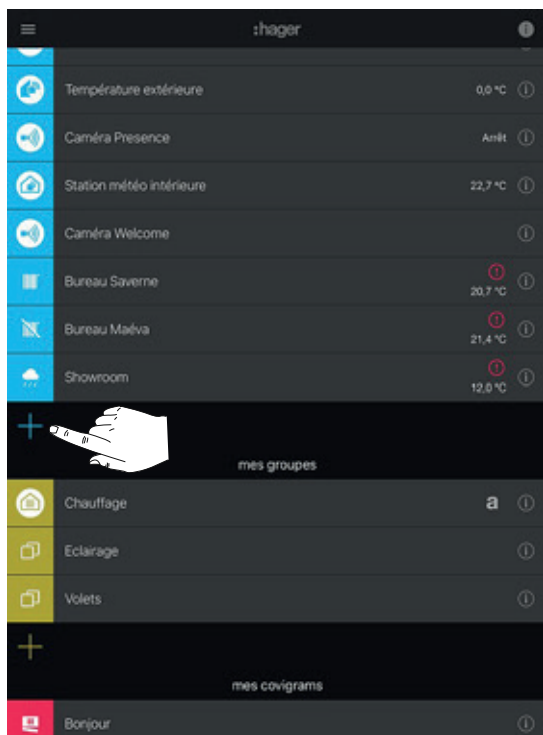 :hager
Température extérieure 0,0 °C
Caméra Presence Arrêt
Station météo intérieure 22,7 °C
Caméra Welcome
Bureau Saverne 20,7 °C
Bureau Maéva 21,4 °C
Showroom 12,0 °C
mes groupes
Chauffage a
Eclairage
Volets
mes covigrams
Bonjour